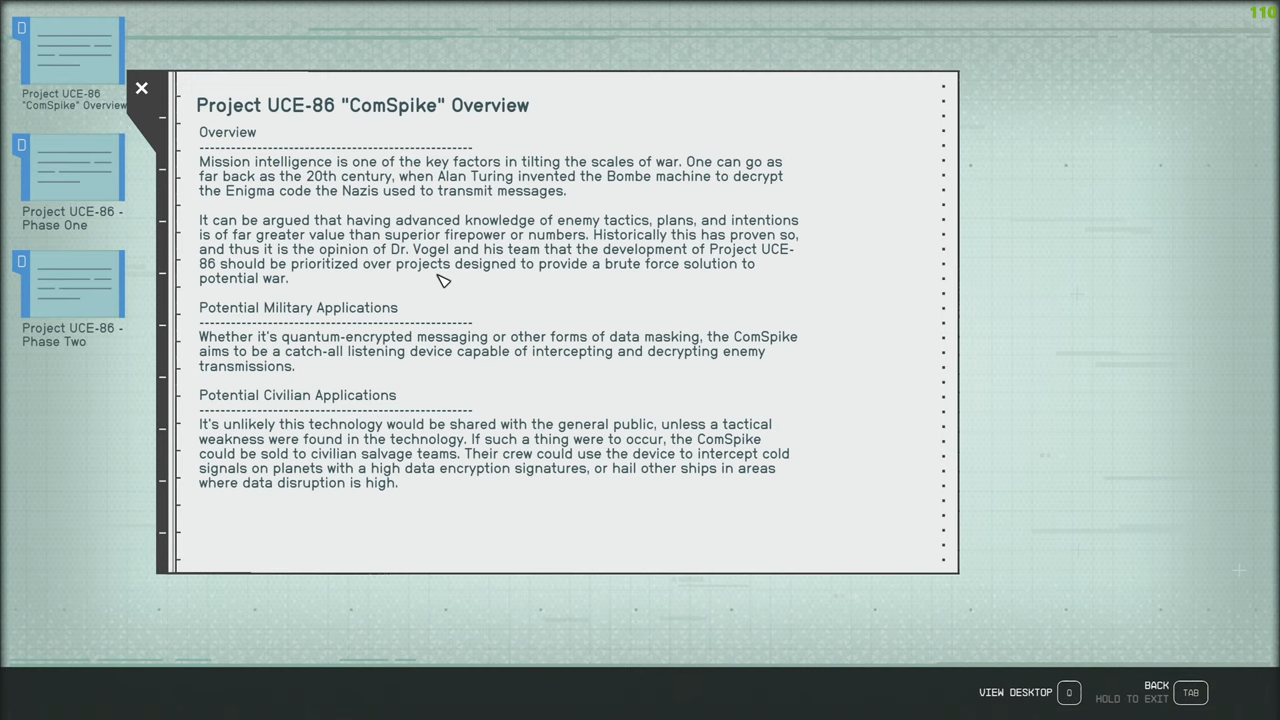 110
D
Project UCE-86
"ComSpike" Overview
D
Project UCE-86 -
Phase One
D
Project UCE-86 -
Phase Two
Project UCE-86 "ComSpike" Overview
Overview
--------------------------------------------------
Mission intelligence is one of the key factors in tilting the scales of war. One can go as
far back as the 20th century, when Alan Turing invented the Bombe machine to decrypt
the Enigma code the Nazis used to transmit messages.
It can be argued that having advanced knowledge of enemy tactics, plans, and intentions
is of far greater value than superior firepower or numbers. Historically this has proven so,
and thus it is the opinion of Dr. Vogel and his team that the development of Project UCE-
86 should be prioritized over projects designed to provide a brute force solution to
potential war.
Potential Military Applications
--------------------------------------------------
Whether it's quantum-encrypted messaging or other forms of data masking, the ComSpike
aims to be a catch-all listening device capable of intercepting and decrypting enemy
transmissions.
Potential Civilian Applications
--------------------------------------------------
It's unlikely this technology would be shared with the general public, unless a tactical
weakness were found in the technology. If such a thing were to occur, the ComSpike
could be sold to civilian salvage teams. Their crew could use the device to intercept cold
signals on planets with a high data encryption signatures, or hail other ships in areas
where data disruption is high.
VIEW DESKTOP Q
BACK
HOLD TO EXIT TAB